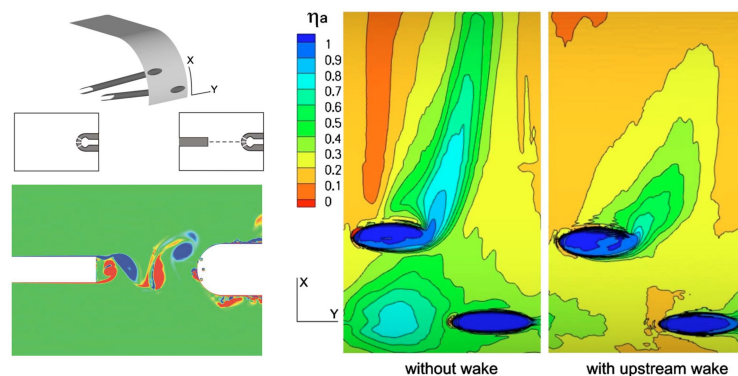 X
Y
ηa
1
0.9
0.8
0.7
0.6
0.5
0.4
0.3
0.2
0.1
0
X
Y
without wake
with upstream wake